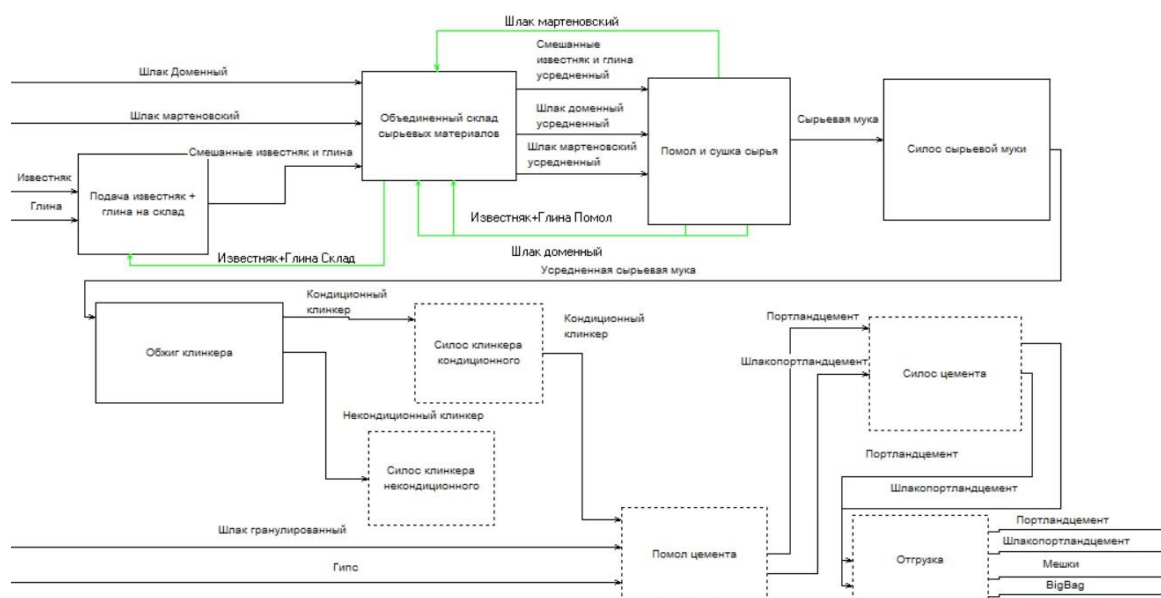 Шлак мартеновский
Шлак Доменный
Шлак мартеновский
Смешанные известняк и глина
Известняк
Глина
Подача известняк +
глина на склад
Объединенный склад
сырьевых материалов
Смешанные
известняк и глина
усредненный
Шлак доменный
усредненный
Шлак мартеновский
усредненный
Помол и сушка сырья
Сырьевая мука
Силос сырьевой муки
Известняк+Глина Помол
Известняк+Глина Склад
Шлак доменный
Усредненная сырьевая мука
Обжиг клинкера
Кондиционный
клинкер
Силос клинкера
кондиционного
Кондиционный
клинкер
Некондиционный клинкер
Силос клинкера
некондиционного
Портландцемент
Шлакопортландцемент
Силос цемента
Портландцемент
Шлакопортландцемент
Шлак гранулированный
Гипс
Помол цемента
Отгрузка
Портландцемент
Шлакопортландцемент
Мешки
BigBag